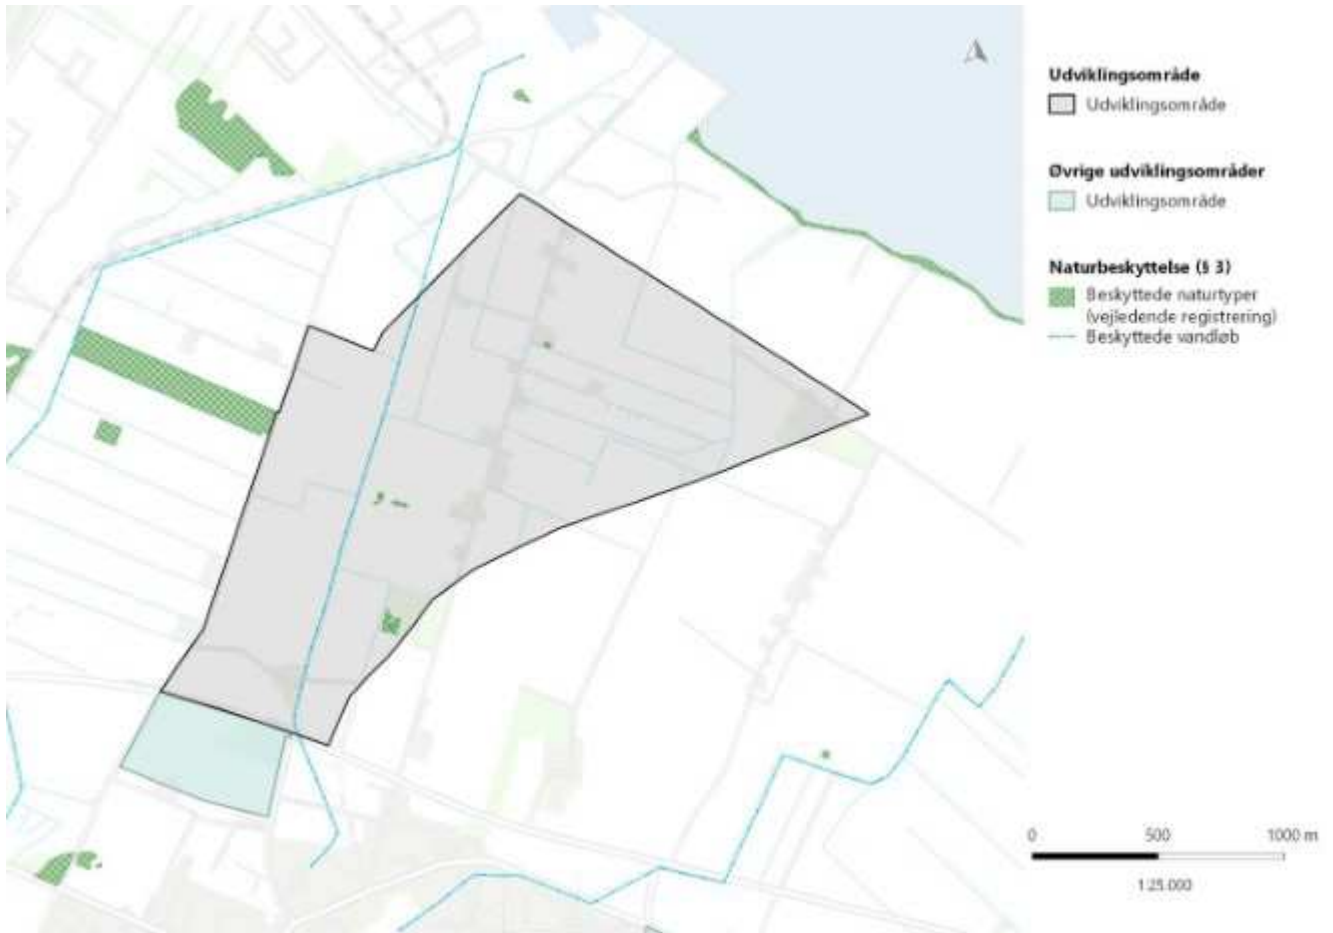 Udviklingsområde
Udviklingsområde
Øvrige udviklingsområder
Udviklingsområde
Naturbeskyttelse (§ 3)
Beskyttede naturtyper
(vejledende registrering)
Beskyttede vandløb
0 500 1000 m
1:25.000